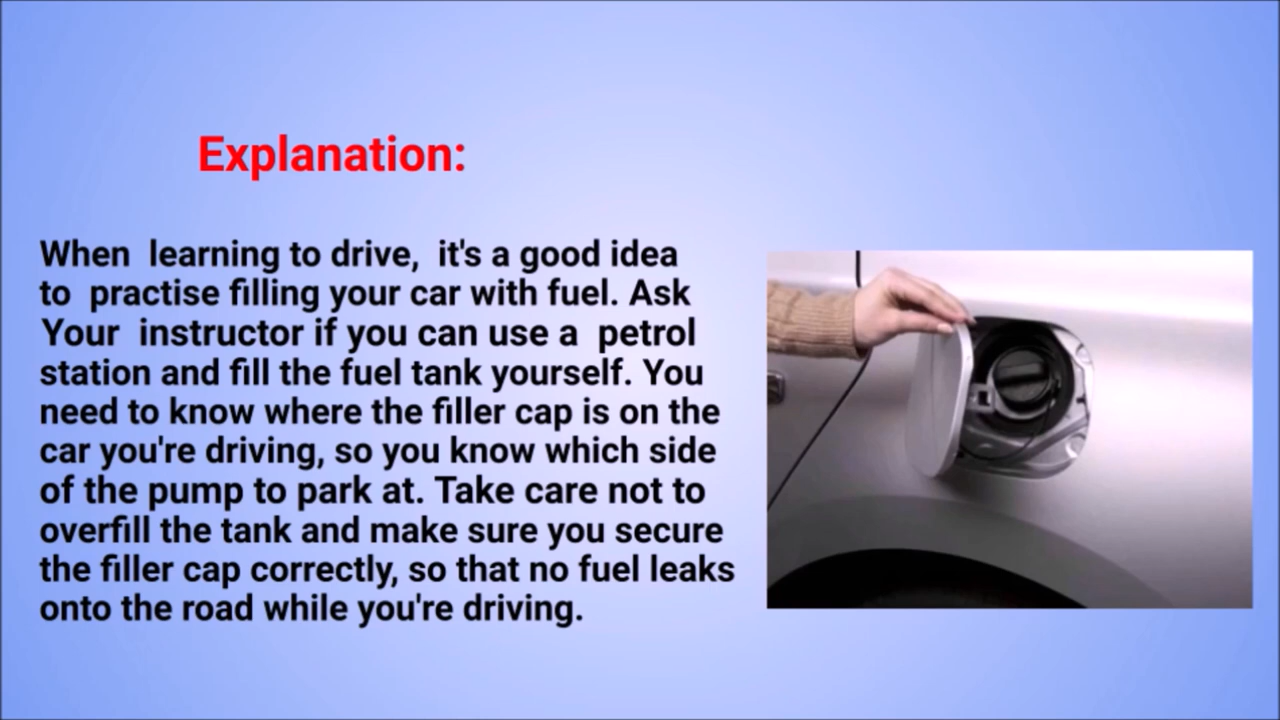 Explanation:
When learning to drive, it's a good idea
to practise filling your car with fuel. Ask
Your instructor if you can use a petrol
station and fill the fuel tank yourself. You
need to know where the filler cap is on the
car you're driving, so you know which side
of the pump to park at. Take care not to
overfill the tank and make sure you secure
the filler cap correctly, so that no fuel leaks
onto the road while you're driving.